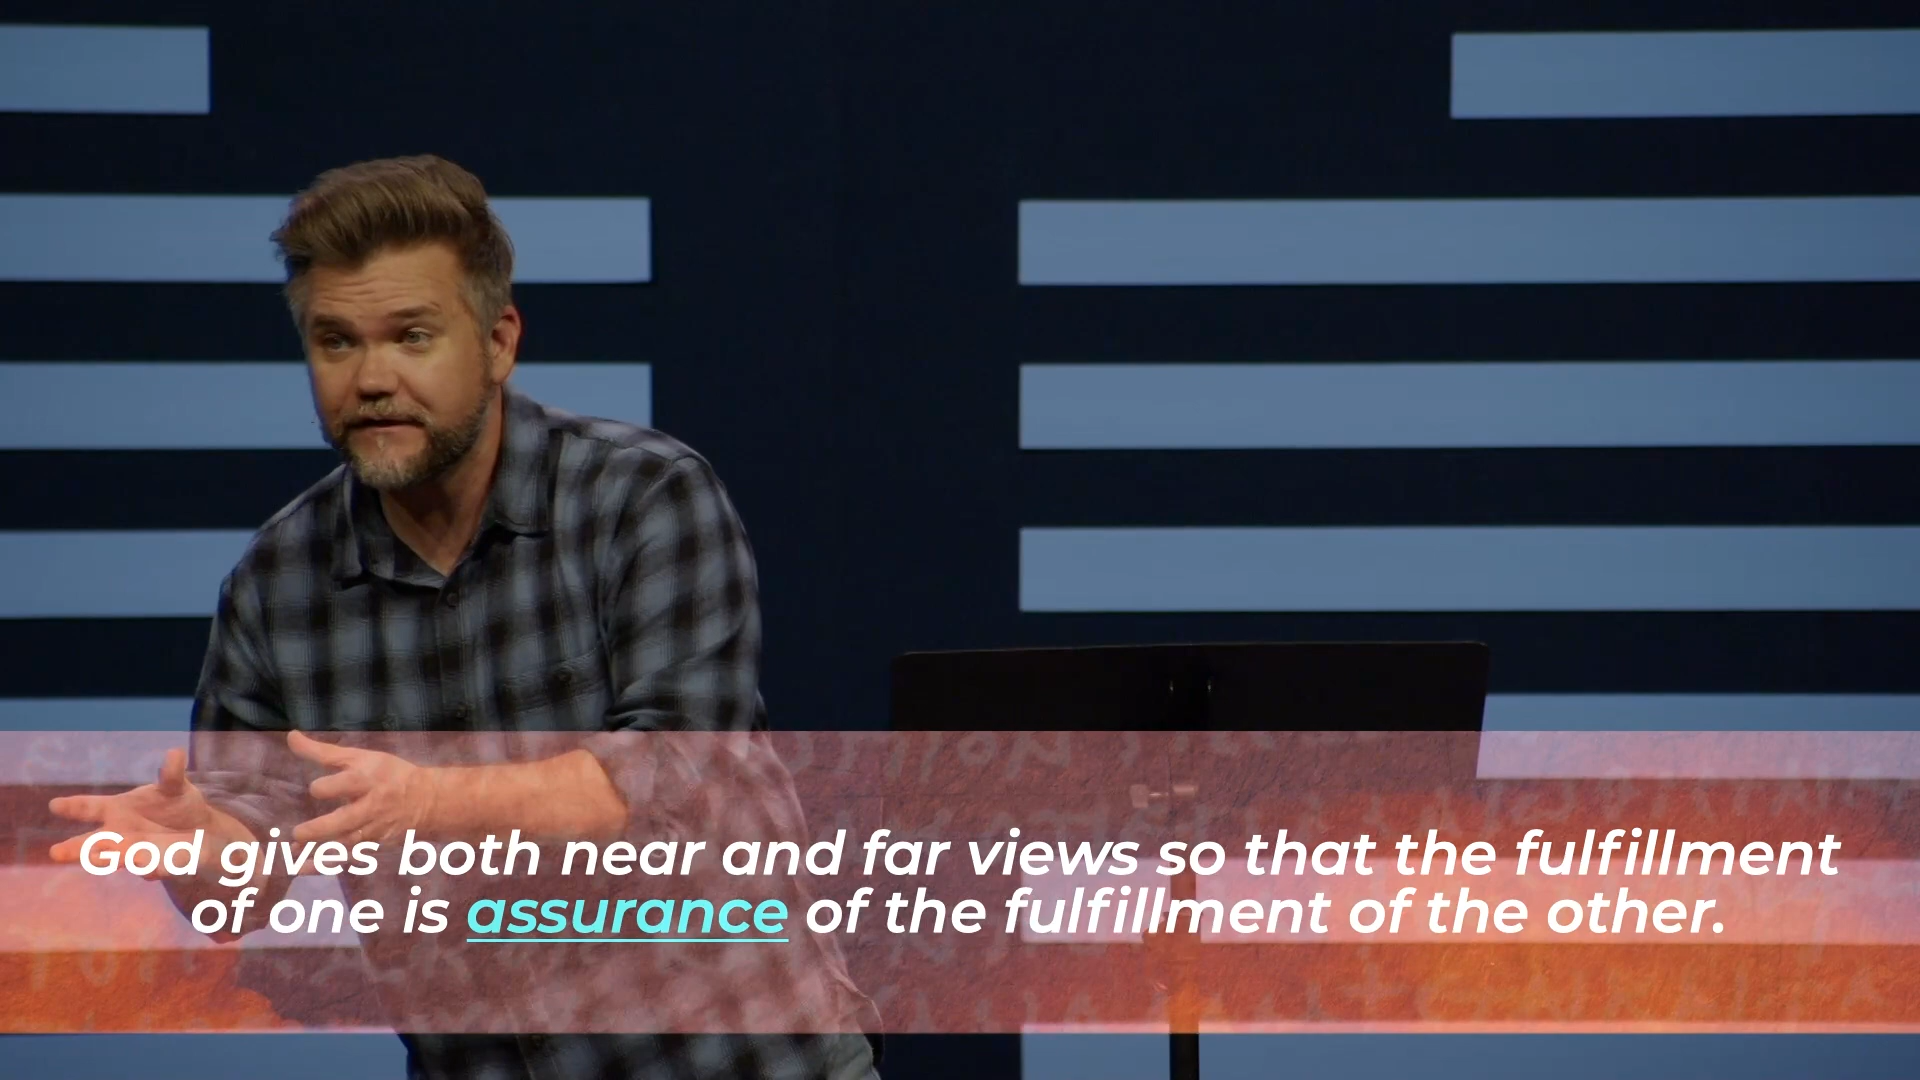 God gives both near and far views so that the fulfillment
of one is assurance of the fulfillment of the other.